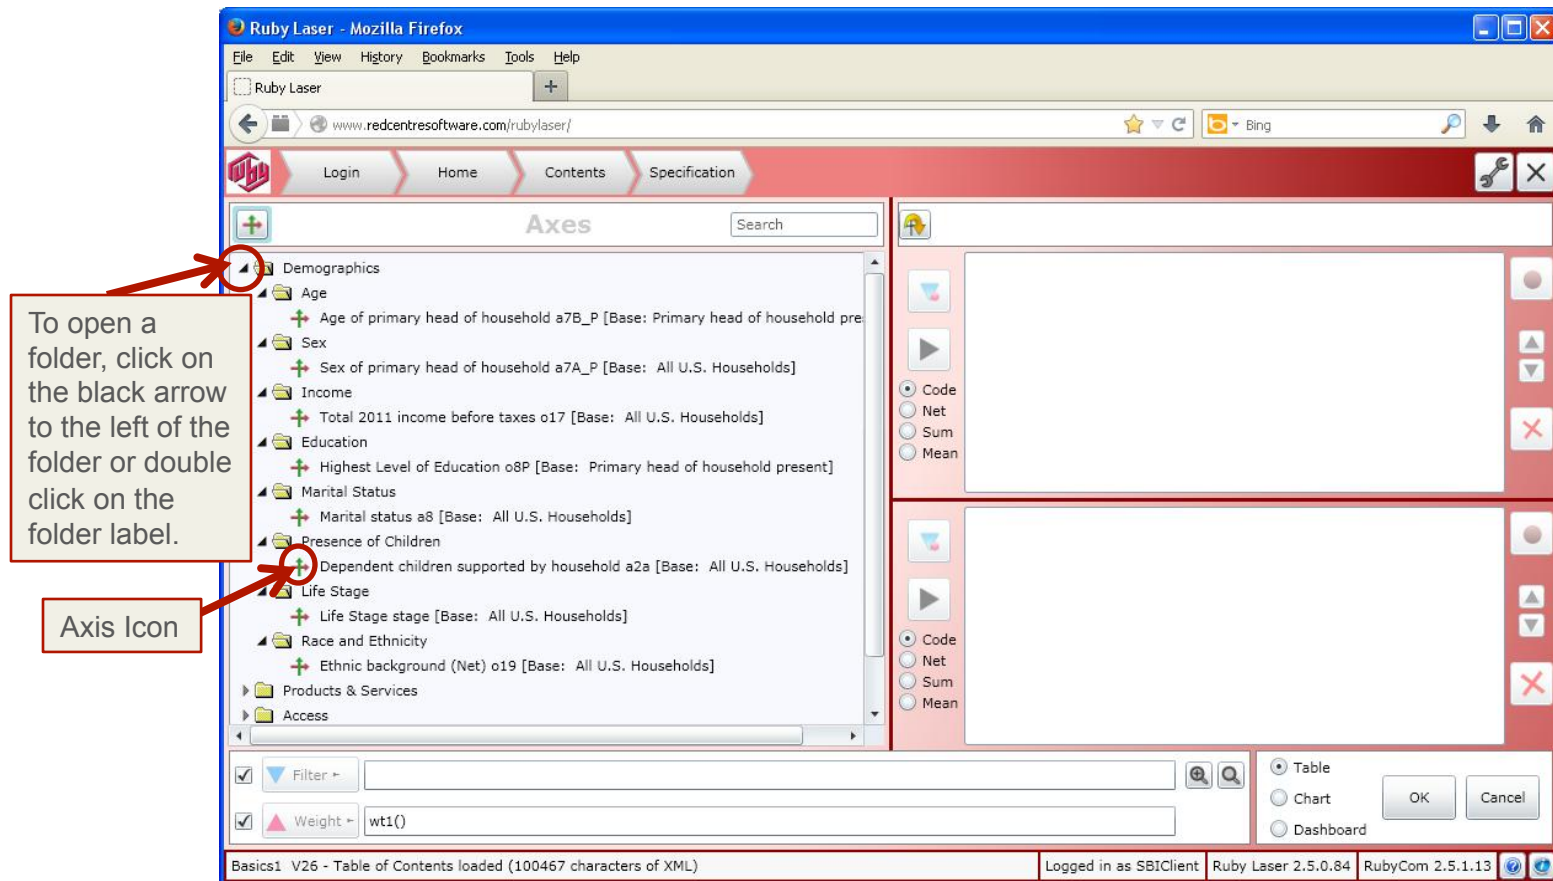 Ruby Laser - Mozilla Firefox
File Edit View History Bookmarks Tools Help
Ruby Laser
www.redcentresoftware.com/rubylaser/
Bing
ruby
Login Home Contents Specification
Axes
Search
Demographics
Age
Age of primary head of household a7B_P [Base: Primary head of household pre
Sex
Sex of primary head of household a7A_P [Base: All U.S. Households]
Income
Total 2011 income before taxes o17 [Base: All U.S. Households]
Education
Highest Level of Education o8P [Base: Primary head of household present]
Marital Status
Marital status a8 [Base: All U.S. Households]
Presence of Children
Dependent children supported by household a2a [Base: All U.S. Households]
Life Stage
Life Stage stage [Base: All U.S. Households]
Race and Ethnicity
Ethnic background (Net) o19 [Base: All U.S. Households]
Products & Services
Access
To open a
folder, click on
the black arrow
to the left of the
folder or double
click on the
folder label.
Axis Icon
Code
Net
Sum
Mean
Code
Net
Sum
Mean
Filter
Weight
wt1()
Table
Chart
Dashboard
OK
Cancel
Basics1 V26 - Table of Contents loaded (100467 characters of XML)
Logged in as SBIClient
Ruby Laser 2.5.0.84
RubyCom 2.5.1.13